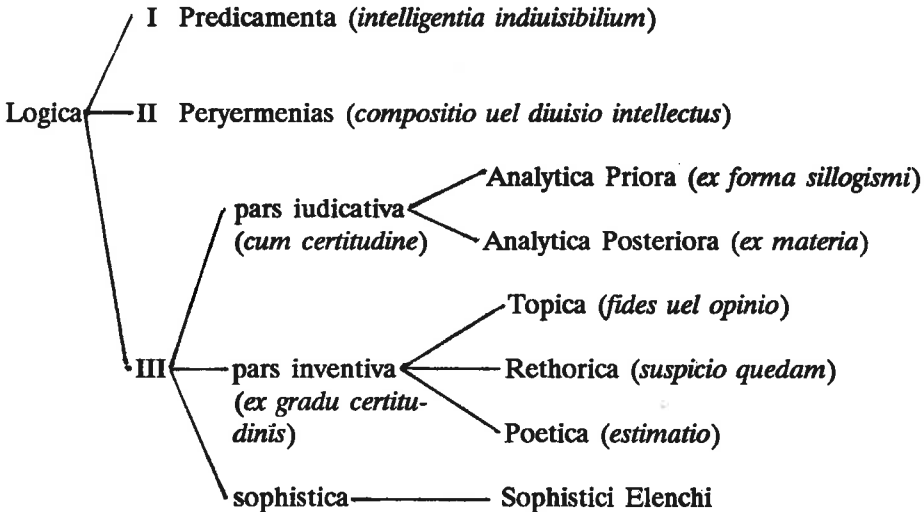 I Predicamenta (intelligentia indiuisibilium)
Logica II Peryermenias (compositio uel diuisio intellectus)
Analytica Priora (ex forma sillogismi)
pars iudicativa
(cum certitudine)
Analytica Posteriora (ex materia)
Topica (fides uel opinio)
III pars inventiva Rethorica (suspicio quedam)
(ex gradu certitu-
dinis)
Poetica (estimatio)
sophistica Sophistici Elenchi